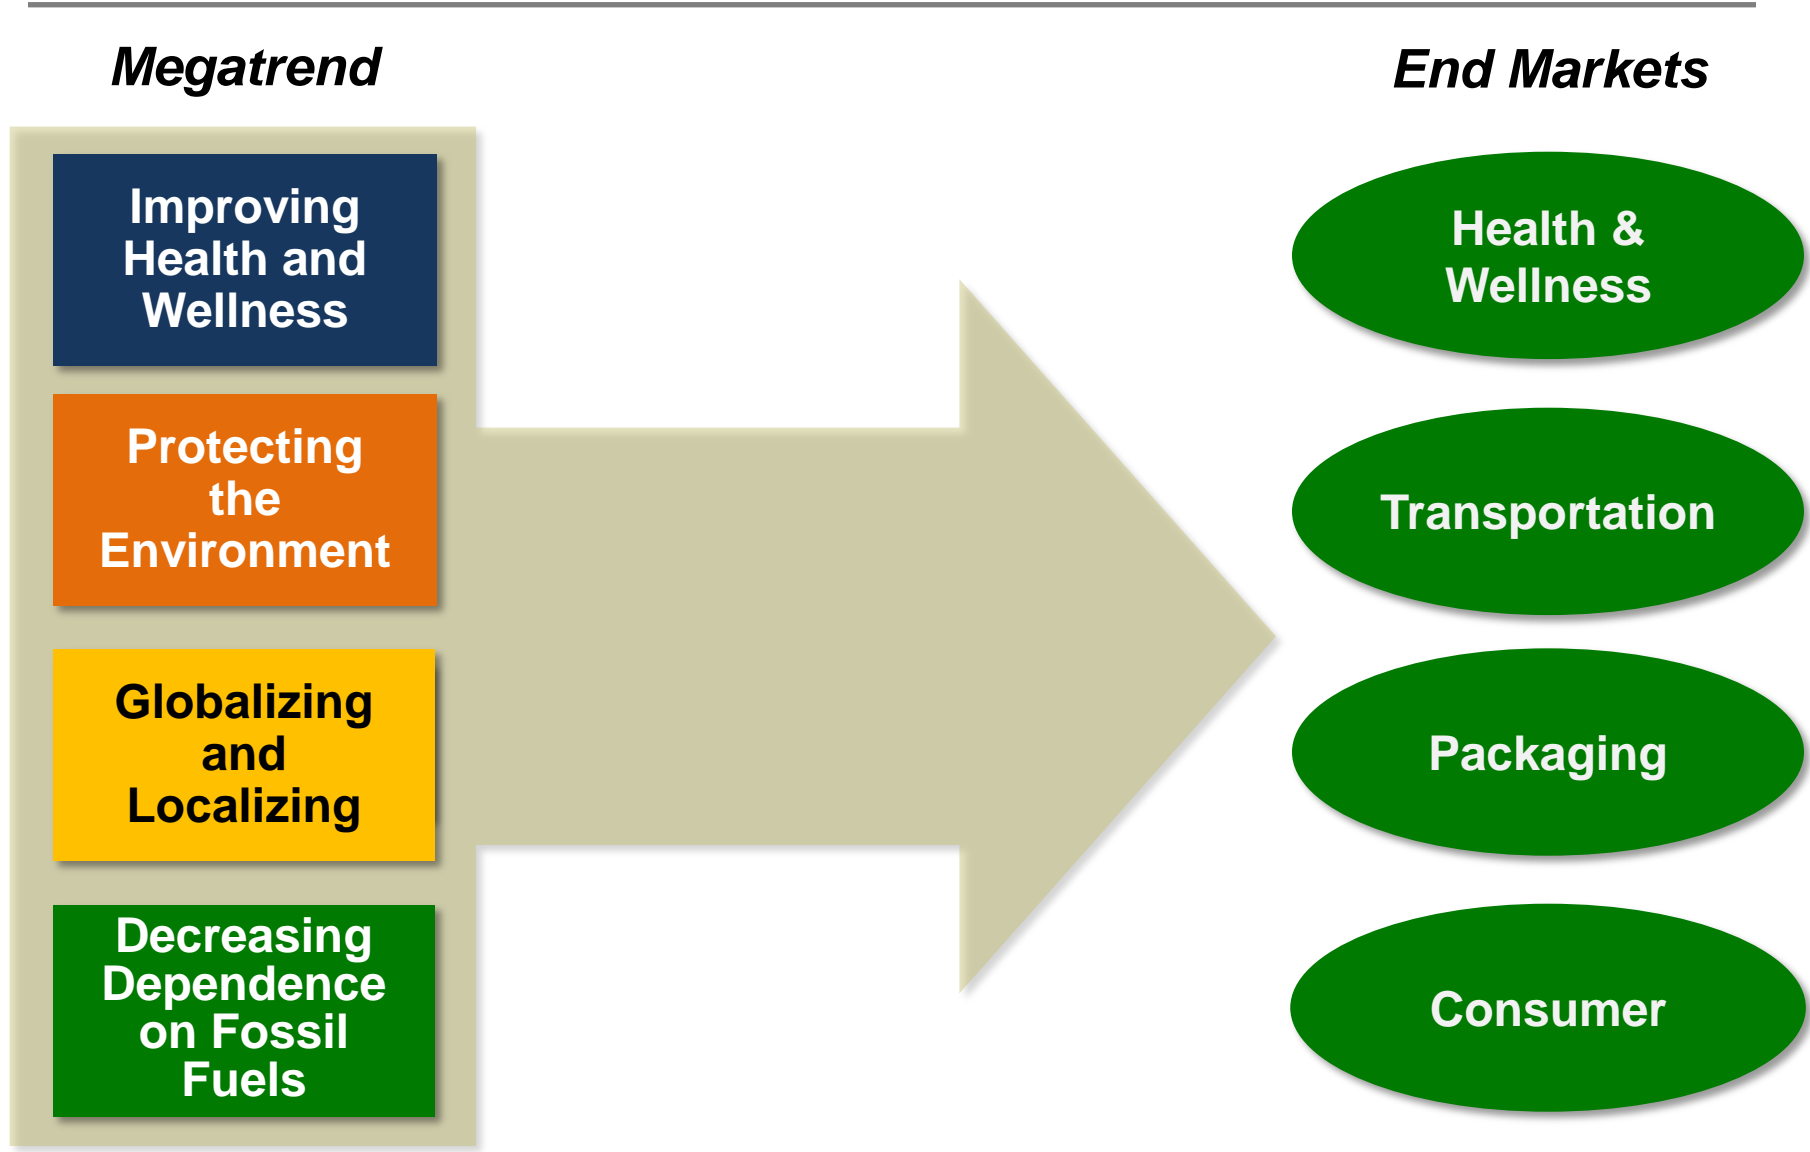 Megatrend
End Markets
Improving
Health and
Wellness
Protecting
the
Environment
Globalizing
and
Localizing
Decreasing
Dependence
on Fossil
Fuels
Health &
Wellness
Transportation
Packaging
Consumer